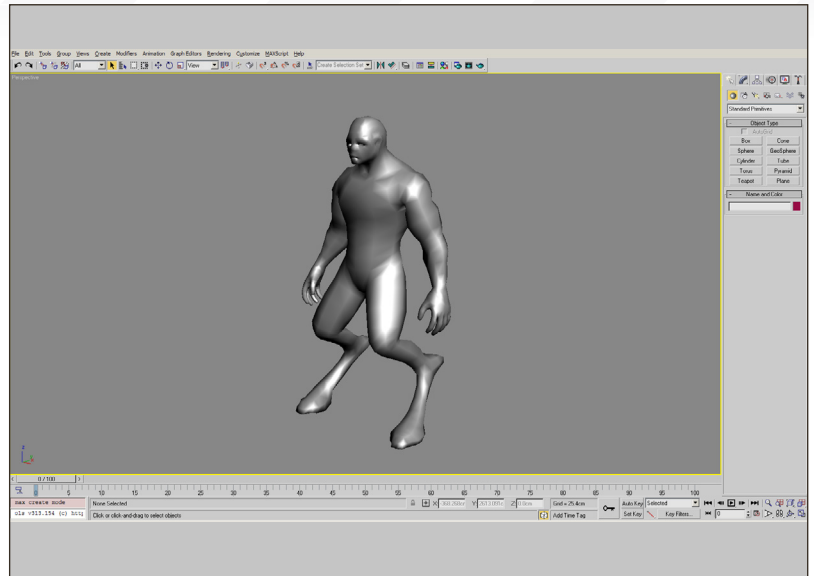 File Edit Tools Group Views Create Modifiers Animation Graph Editors Rendering Customize MAXScript Help
All View Create Selection Set
Perspective
Standard Primitives
- Object Type
AutoGrid
Box Cone
Sphere GeoSphere
Cylinder Tube
Torus Pyramid
Teapot Plane
- Name and Color
z
0 / 100
0 5 10 15 20 25 30 35 40 45 50 55 60 65 70 75 80 85 90 95 100
max create mode None Selected X Y Z Grid = 25.4cm Auto Key Selected
Click or click-and-drag to select objects Add Time Tag Set Key Key Filters... 0